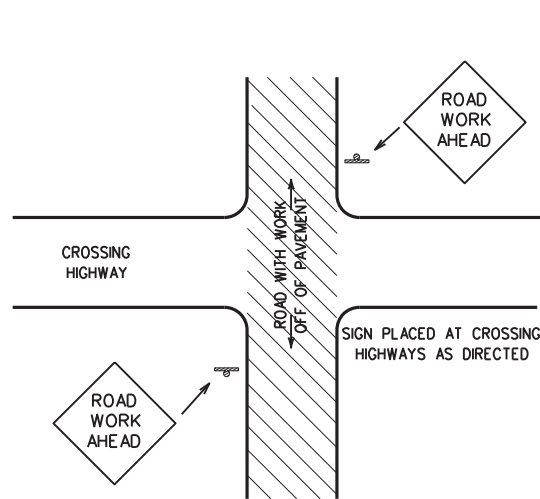 ROAD
WORK
AHEAD
CROSSING
HIGHWAY
ROAD WITH WORK
OFF OF PAVEMENT
SIGN PLACED AT CROSSING
HIGHWAYS AS DIRECTED
ROAD
WORK
AHEAD